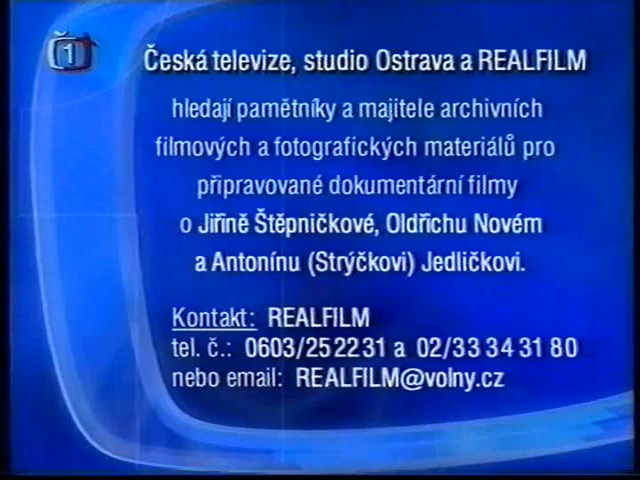 Č
1
Česká televize, studio Ostrava a REALFILM
hledají pamětníky a majitele archivních
filmových a fotografických materiálů pro
připravované dokumentární filmy
o Jiřině Štěpničkové, Oldřichu Novém
a Antonínu (Strýčkovi) Jedličkovi.
Kontakt: REALFILM
tel. č.: 0603/25 22 31 a 02/33 34 31 80
nebo email: REALFILM@volny.cz